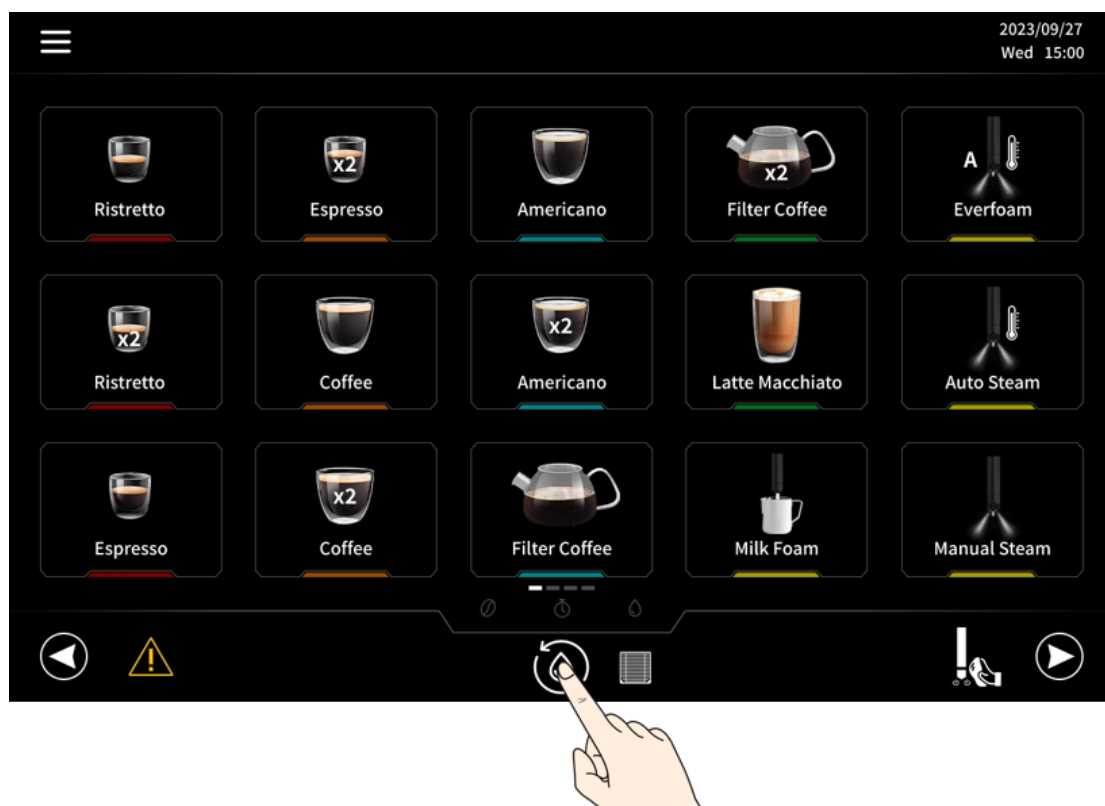 2023/09/27
Wed 15:00
Ristretto
x2
Espresso
Americano
x2
Filter Coffee
A
Everfoam
x2
Ristretto
Coffee
x2
Americano
Latte Macchiato
Auto Steam
Espresso
x2
Coffee
Filter Coffee
Milk Foam
Manual Steam